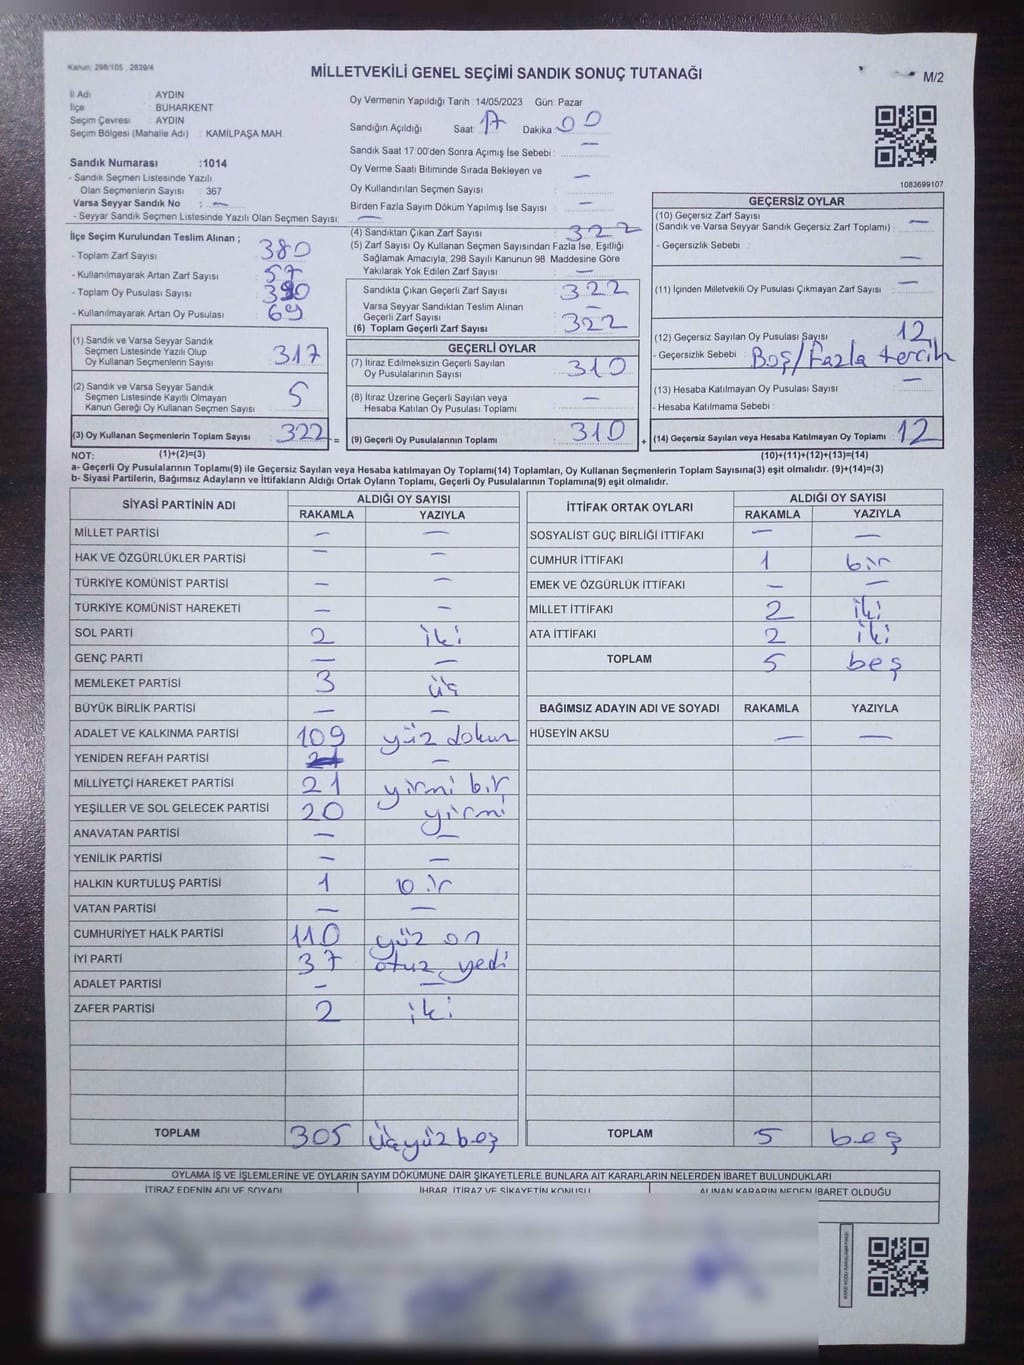 Kanun: 298/105 , 2839/4
MİLLETVEKİLİ GENEL SEÇİMİ SANDIK SONUÇ TUTANAĞI
M/2
İl Adı : AYDIN
İlçe : BUHARKENT
Seçim Çevresi : AYDIN
Seçim Bölgesi (Mahalle Adı) : KAMİLPAŞA MAH.
Oy Vermenin Yapıldığı Tarih :14/05/2023 Gün: Pazar
Sandığın Açıldığı Saat 17 Dakika 00
Sandık Saat 17:00'den Sonra Açımış İse Sebebi : —
Oy Verme Saati Bitiminde Sırada Bekleyen ve
Oy Kullandırılan Seçmen Sayısı : —
Birden Fazla Sayım Döküm Yapılmış İse Sayısı : —
1083699107
Sandık Numarası :1014
- Sandık Seçmen Listesinde Yazılı
Olan Seçmenlerin Sayısı : 367
Varsa Seyyar Sandık No : —
- Seyyar Sandık Seçmen Listesinde Yazılı Olan Seçmen Sayısı: —
İlçe Seçim Kurulundan Teslim Alınan ;
- Toplam Zarf Sayısı : 380
- Kullanılmayarak Artan Zarf Sayısı : 57
- Toplam Oy Pusulası Sayısı :
- Kullanılmayarak Artan Oy Pusulası : 69
(1) Sandık ve Varsa Seyyar Sandık
Seçmen Listesinde Yazılı Olup
Oy Kullanan Seçmenlerin Sayısı : 317
(2) Sandık ve Varsa Seyyar Sandık
Seçmen Listesinde Kayıtlı Olmayan
Kanun Gereği Oy Kullanan Seçmen Sayısı : 5
(3) Oy Kullanan Seçmenlerin Toplam Sayısı : 322 =
(4) Sandıktan Çıkan Zarf Sayısı : 322
(5) Zarf Sayısı Oy Kullanan Seçmen Sayısından Fazla İse, Eşitliği
Sağlamak Amacıyla, 298 Sayılı Kanunun 98. Maddesine Göre
Yakılarak Yok Edilen Zarf Sayısı : —
Sandıkta Çıkan Geçerli Zarf Sayısı : 322
Varsa Seyyar Sandıktan Teslim Alınan
Geçerli Zarf Sayısı : —
(6) Toplam Geçerli Zarf Sayısı : 322
GEÇERLİ OYLAR
(7) İtiraz Edilmeksizin Geçerli Sayılan
Oy Pusulalarının Sayısı : 310
(8) İtiraz Üzerine Geçerli Sayılan veya
Hesaba Katılan Oy Pusulası Toplamı : —
(9) Geçerli Oy Pusulalarının Toplamı : 310 +
GEÇERSİZ OYLAR
(10) Geçersiz Zarf Sayısı
(Sandık ve Varsa Seyyar Sandık Geçersiz Zarf Toplamı) : —
- Geçersizlik Sebebi : —
(11) İçinden Milletvekili Oy Pusulası Çıkmayan Zarf Sayısı : —
(12) Geçersiz Sayılan Oy Pusulası Sayısı : 12
- Geçersizlik Sebebi : Boş/Fazla tercih
(13) Hesaba Katılmayan Oy Pusulası Sayısı : —
- Hesaba Katılmama Sebebi :
(14) Geçersiz Sayılan veya Hesaba Katılmayan Oy Toplamı : 12
NOT: (1)+(2)=(3) (10)+(11)+(12)+(13)=(14)
a- Geçerli Oy Pusulalarının Toplamı(9) ile Geçersiz Sayılan veya Hesaba katılmayan Oy Toplamı(14) Toplamları, Oy Kullanan Seçmenlerin Toplam Sayısına(3) eşit olmalıdır. (9)+(14)=(3)
b- Siyasi Partilerin, Bağımsız Adayların ve İttifakların Aldığı Ortak Oyların Toplamı, Geçerli Oy Pusulalarının Toplamına(9) eşit olmalıdır.
SİYASİ PARTİNİN ADI ALDIĞI OY SAYISI
RAKAMLA YAZIYLA
MİLLET PARTİSİ — —
HAK VE ÖZGÜRLÜKLER PARTİSİ — —
TÜRKİYE KOMÜNİST PARTİSİ — —
TÜRKİYE KOMÜNİST HAREKETİ — —
SOL PARTİ 2 iki
GENÇ PARTİ — —
MEMLEKET PARTİSİ 3 üç
BÜYÜK BİRLİK PARTİSİ — —
ADALET VE KALKINMA PARTİSİ 109 yüz dokuz
YENİDEN REFAH PARTİSİ —
MİLLİYETÇİ HAREKET PARTİSİ 21 yirmi bir
YEŞİLLER VE SOL GELECEK PARTİSİ 20 yirmi
ANAVATAN PARTİSİ — —
YENİLİK PARTİSİ — —
HALKIN KURTULUŞ PARTİSİ 1 bir
VATAN PARTİSİ — —
CUMHURİYET HALK PARTİSİ 110 yüz on
İYİ PARTİ 37 otuz yedi
ADALET PARTİSİ — —
ZAFER PARTİSİ 2 iki
TOPLAM 305 üçyüz beş
İTTİFAK ORTAK OYLARI ALDIĞI OY SAYISI
RAKAMLA YAZIYLA
SOSYALİST GÜÇ BİRLİĞİ İTTİFAKI — —
CUMHUR İTTİFAKI 1 bir
EMEK VE ÖZGÜRLÜK İTTİFAKI — —
MİLLET İTTİFAKI 2 iki
ATA İTTİFAKI 2 iki
TOPLAM 5 beş
BAĞIMSIZ ADAYIN ADI VE SOYADI RAKAMLA YAZIYLA
HÜSEYİN AKSU — —
TOPLAM 5 beş
OYLAMA İŞ VE İŞLEMLERİNE VE OYLARIN SAYIM DÖKÜMÜNE DAİR ŞİKAYETLERLE BUNLARA AİT KARARLARIN NELERDEN İBARET BULUNDUKLARI
İTİRAZ EDENİN ADI VE SOYADI İHBAR, İTİRAZ VE ŞİKAYETİN KONUSU ALINAN KARARIN NEDEN İBARET OLDUĞU